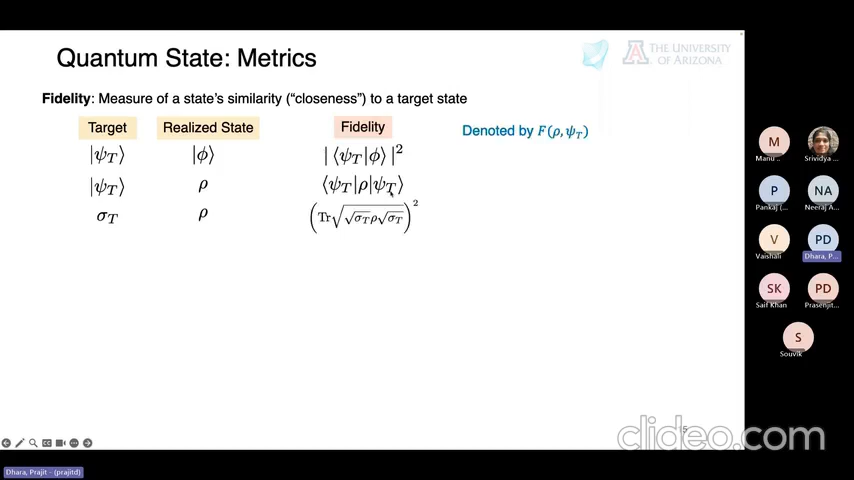 Quantum State: Metrics
THE UNIVERSITY
OF ARIZONA
Fidelity: Measure of a state's similarity ("closeness") to a target state
Target
Realized State
Fidelity
Denoted by F(ρ, ψ_T)
|ψ_T⟩ |ϕ⟩ |⟨ψ_T|ϕ⟩|²
|ψ_T⟩ ρ ⟨ψ_T|ρ|ψ_T⟩
σ_T ρ (Tr√(√σ_T ρ√σ_T))²
M
Manu ..
Srividya ...
P
Pankaj (...
NA
Neeraj A...
V
Vaishali
PD
Dhara, P...
SK
Saif Khan
PD
Prasenjit...
S
Souvik
clideo.com
Dhara, Prajit - (prajitd)